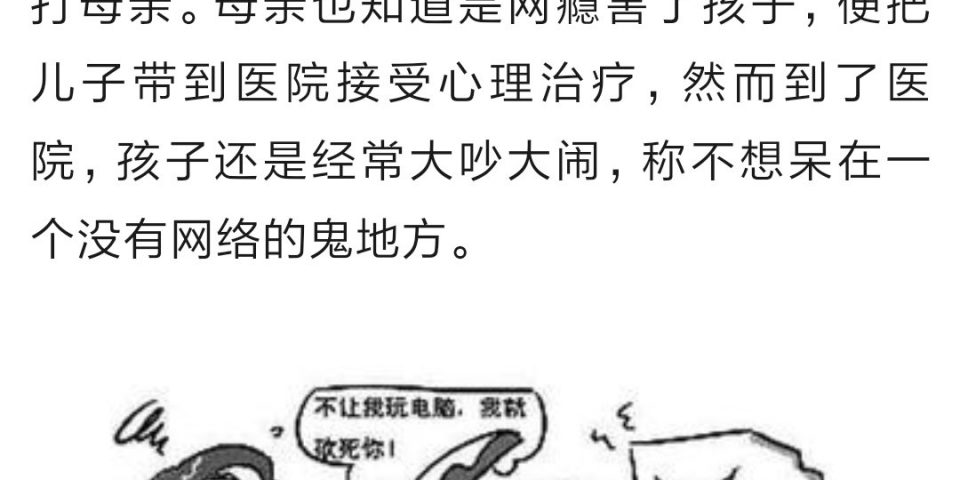 打母亲。母亲也知道是网瘾害了孩子，便把
儿子带到医院接受心理治疗，然而到了医
院，孩子还是经常大吵大闹，称不想呆在一
个没有网络的鬼地方。
不让我玩电脑．我就
砍死你！